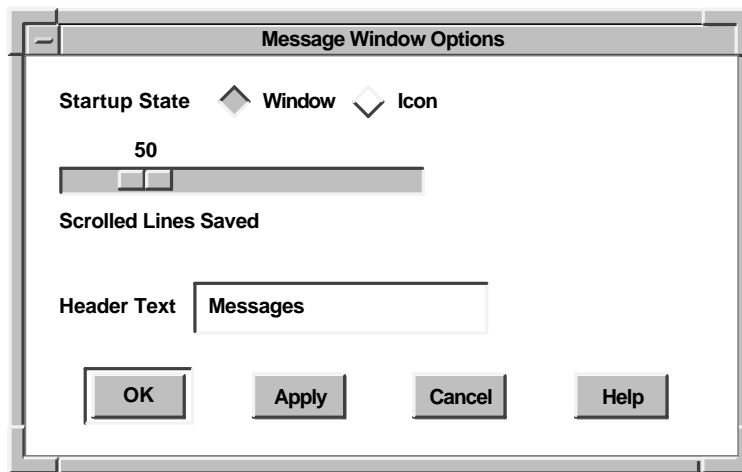 Message Window Options
Startup State Window Icon
50
Scrolled Lines Saved
Header Text Messages
OK Apply Cancel Help